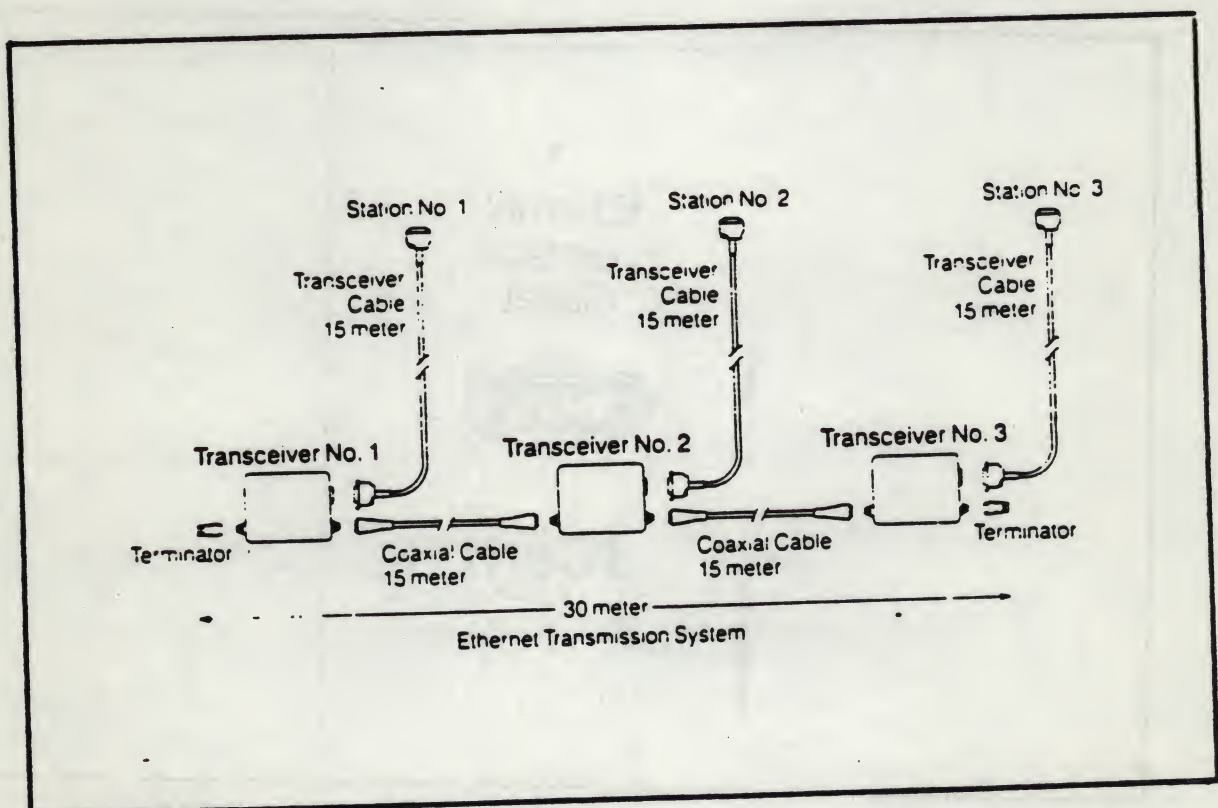 Station No. 1
Station No. 2
Station No. 3
Transceiver
Cable
15 meter
Transceiver
Cable
15 meter
Transceiver
Cable
15 meter
Transceiver No. 1
Transceiver No. 2
Transceiver No. 3
Terminator
Coaxial Cable
15 meter
Coaxial Cable
15 meter
Terminator
30 meter
Ethernet Transmission System